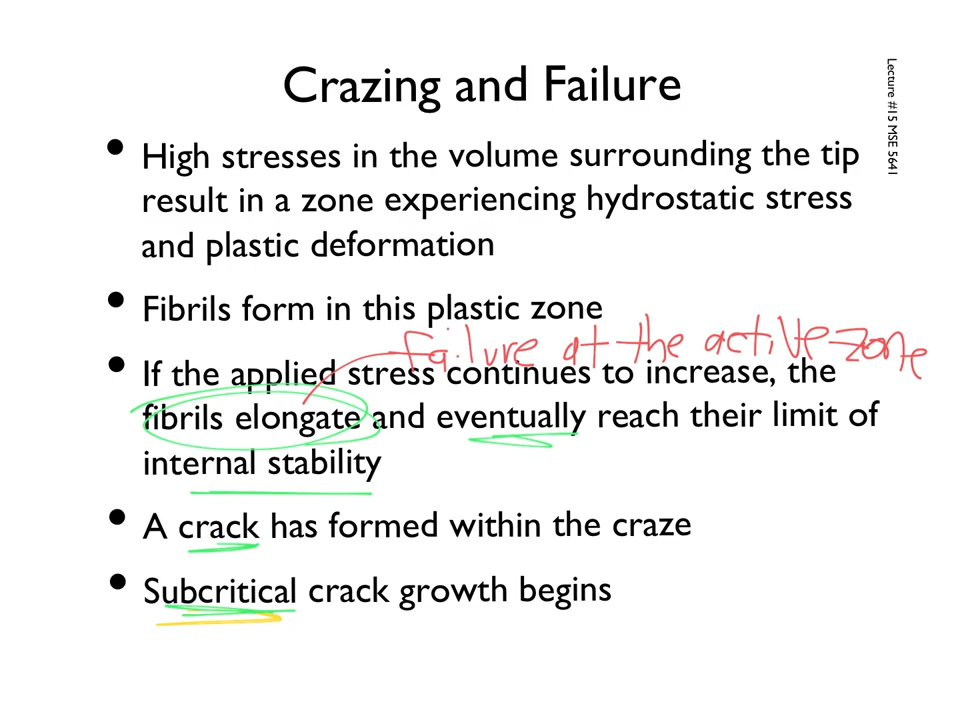 Crazing and Failure
Lecture #15 MSE 5641
• High stresses in the volume surrounding the tip
result in a zone experiencing hydrostatic stress
and plastic deformation
• Fibrils form in this plastic zone
failure at the active zone
• If the applied stress continues to increase, the
fibrils elongate and eventually reach their limit of
internal stability
• A crack has formed within the craze
• Subcritical crack growth begins